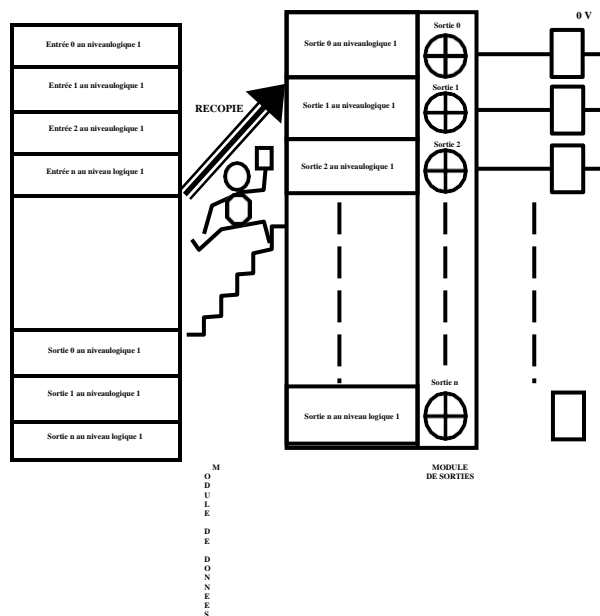 0 V
Entrée 0 au niveaulogique 1
Entrée 1 au niveaulogique 1
Entrée 2 au niveaulogique 1
Entrée n au niveau logique 1
Sortie 0 au niveaulogique 1
Sortie 1 au niveaulogique 1
Sortie n au niveau logique 1
RECOPIE
Sortie 0 au niveaulogique 1
Sortie 1 au niveaulogique 1
Sortie 2 au niveaulogique 1
Sortie n au niveau logique 1
Sortie 0
Sortie 1
Sortie 2
Sortie n
MODULE
DE SORTIES
M
O
D
U
L
E
D
E
D
O
N
N
E
E
S